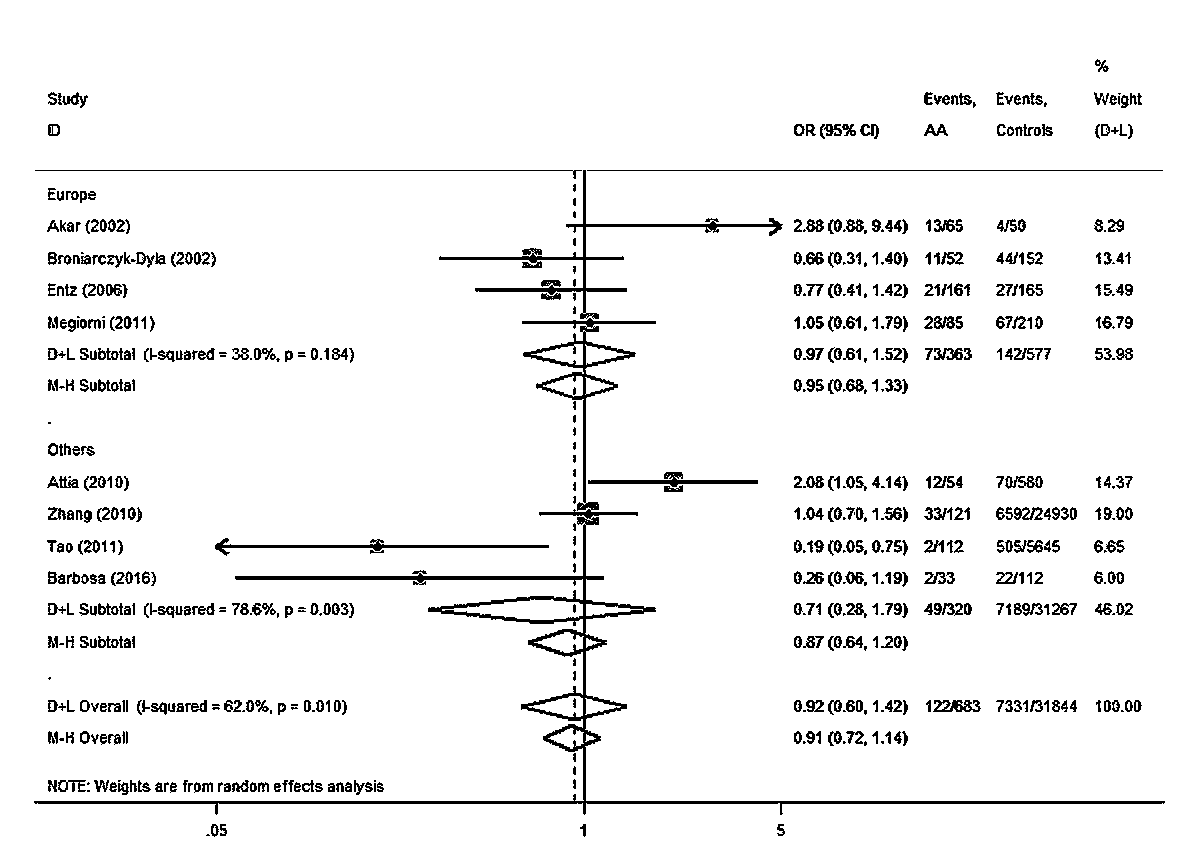 %
Study Events, Events, Weight
ID OR (95% CI) AA Controls (D+L)
Europe
Akar (2002) 2.88 (0.88, 9.44) 13/65 4/50 8.29
Broniarczyk-Dyla (2002) 0.66 (0.31, 1.40) 11/52 44/152 13.41
Entz (2006) 0.77 (0.41, 1.42) 21/161 27/165 15.49
Megiorni (2011) 1.05 (0.61, 1.79) 28/85 67/210 16.79
D+L Subtotal (I-squared = 38.0%, p = 0.184) 0.97 (0.61, 1.52) 73/363 142/577 53.98
M-H Subtotal 0.95 (0.68, 1.33)
.
Others
Attia (2010) 2.08 (1.05, 4.14) 12/54 70/580 14.37
Zhang (2010) 1.04 (0.70, 1.56) 33/121 6592/24930 19.00
Tao (2011) 0.19 (0.05, 0.75) 2/112 505/5645 6.65
Barbosa (2016) 0.26 (0.06, 1.19) 2/33 22/112 6.00
D+L Subtotal (I-squared = 78.6%, p = 0.003) 0.71 (0.28, 1.79) 49/320 7189/31267 46.02
M-H Subtotal 0.87 (0.64, 1.20)
.
D+L Overall (I-squared = 62.0%, p = 0.010) 0.92 (0.60, 1.42) 122/683 7331/31844 100.00
M-H Overall 0.91 (0.72, 1.14)
NOTE: Weights are from random effects analysis
.05 1 5